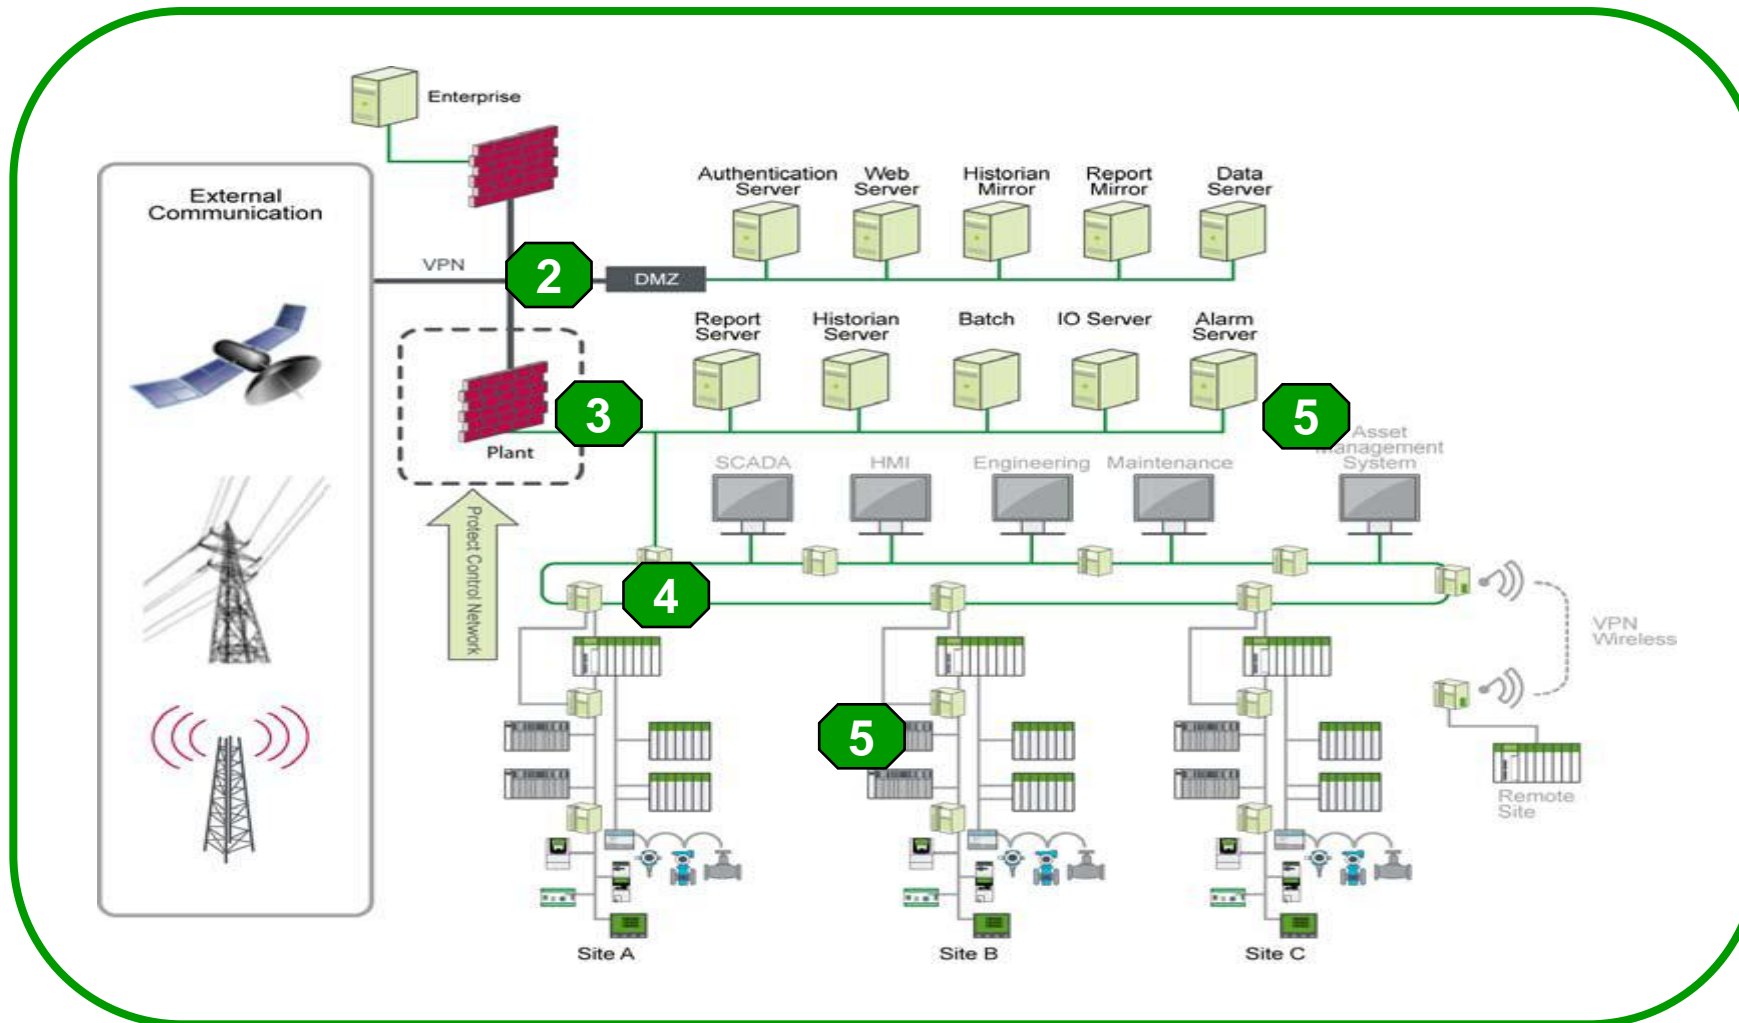 Enterprise
External
Communication
VPN
2
DMZ
Authentication
Server
Web
Server
Historian
Mirror
Report
Mirror
Data
Server
Report
Server
Historian
Server
Batch
IO Server
Alarm
Server
3
Plant
5
Asset
Management
System
SCADA
HMI
Engineering
Maintenance
Protect Control Network
4
VPN
Wireless
5
Remote
Site
Site A
Site B
Site C